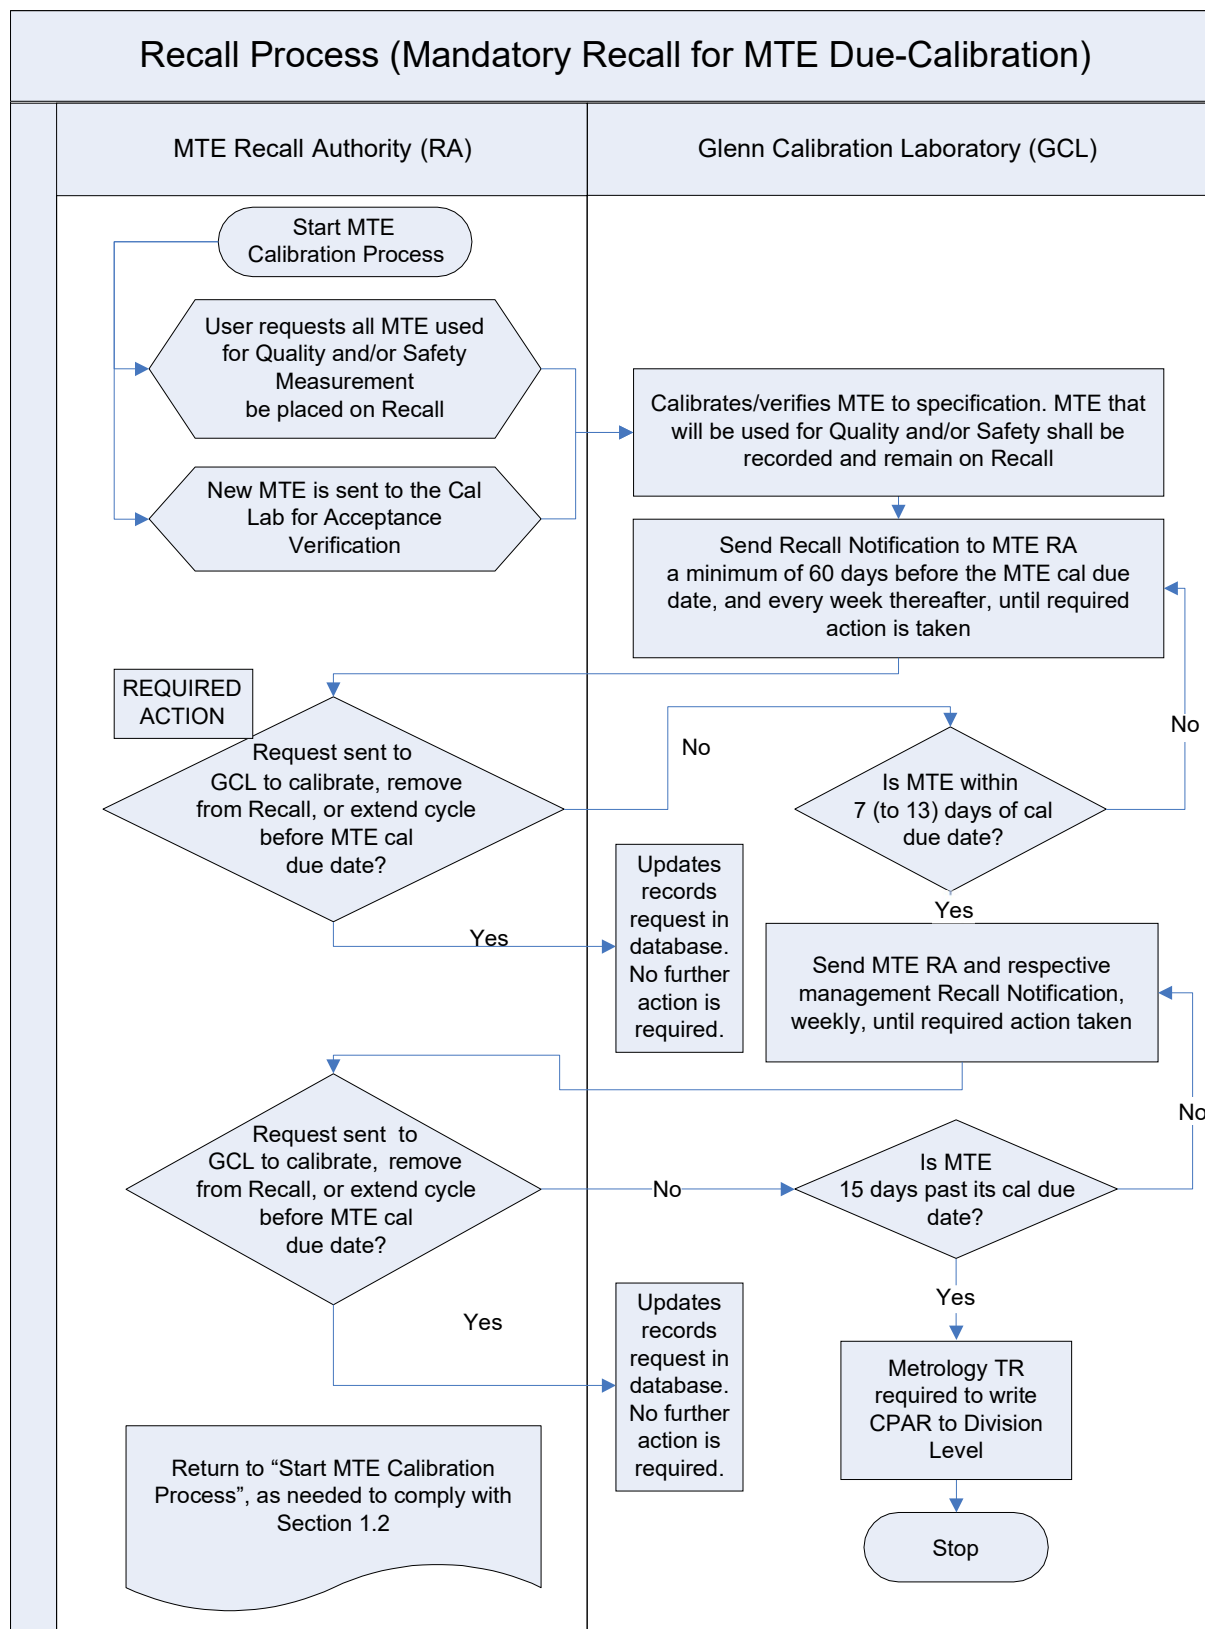 Recall Process (Mandatory Recall for MTE Due-Calibration)
MTE Recall Authority (RA)
Glenn Calibration Laboratory (GCL)
Start MTE
Calibration Process
User requests all MTE used
for Quality and/or Safety
Measurement
be placed on Recall
New MTE is sent to the Cal
Lab for Acceptance
Verification
Calibrates/verifies MTE to specification. MTE that
will be used for Quality and/or Safety shall be
recorded and remain on Recall
Send Recall Notification to MTE RA
a minimum of 60 days before the MTE cal due
date, and every week thereafter, until required
action is taken
REQUIRED
ACTION
Request sent to
GCL to calibrate, remove
from Recall, or extend cycle
before MTE cal
due date?
No
Is MTE within
7 (to 13) days of cal
due date?
No
Yes
Yes
Updates
records
request in
database.
No further
action is
required.
Send MTE RA and respective
management Recall Notification,
weekly, until required action taken
Request sent to
GCL to calibrate, remove
from Recall, or extend cycle
before MTE cal
due date?
No
Is MTE
15 days past its cal due
date?
No
Yes
Yes
Updates
records
request in
database.
No further
action is
required.
Metrology TR
required to write
CPAR to Division
Level
Return to “Start MTE Calibration
Process”, as needed to comply with
Section 1.2
Stop